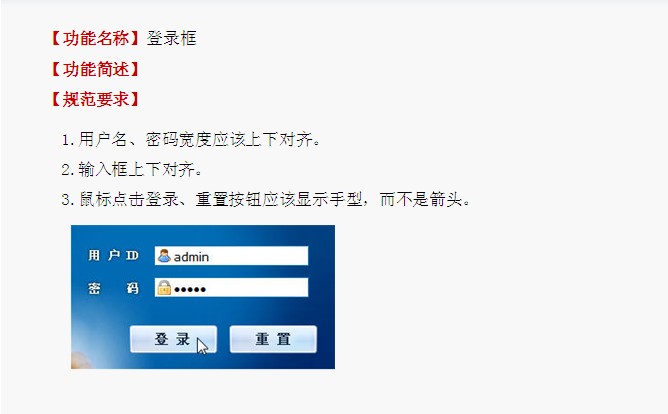 【功能名称】登录框
【功能简述】
【规范要求】
1.用户名、密码宽度应该上下对齐。
2.输入框上下对齐。
3.鼠标点击登录、重置按钮应该显示手型，而不是箭头。
用 户 ID admin
密 码 •••••
登 录 重 置